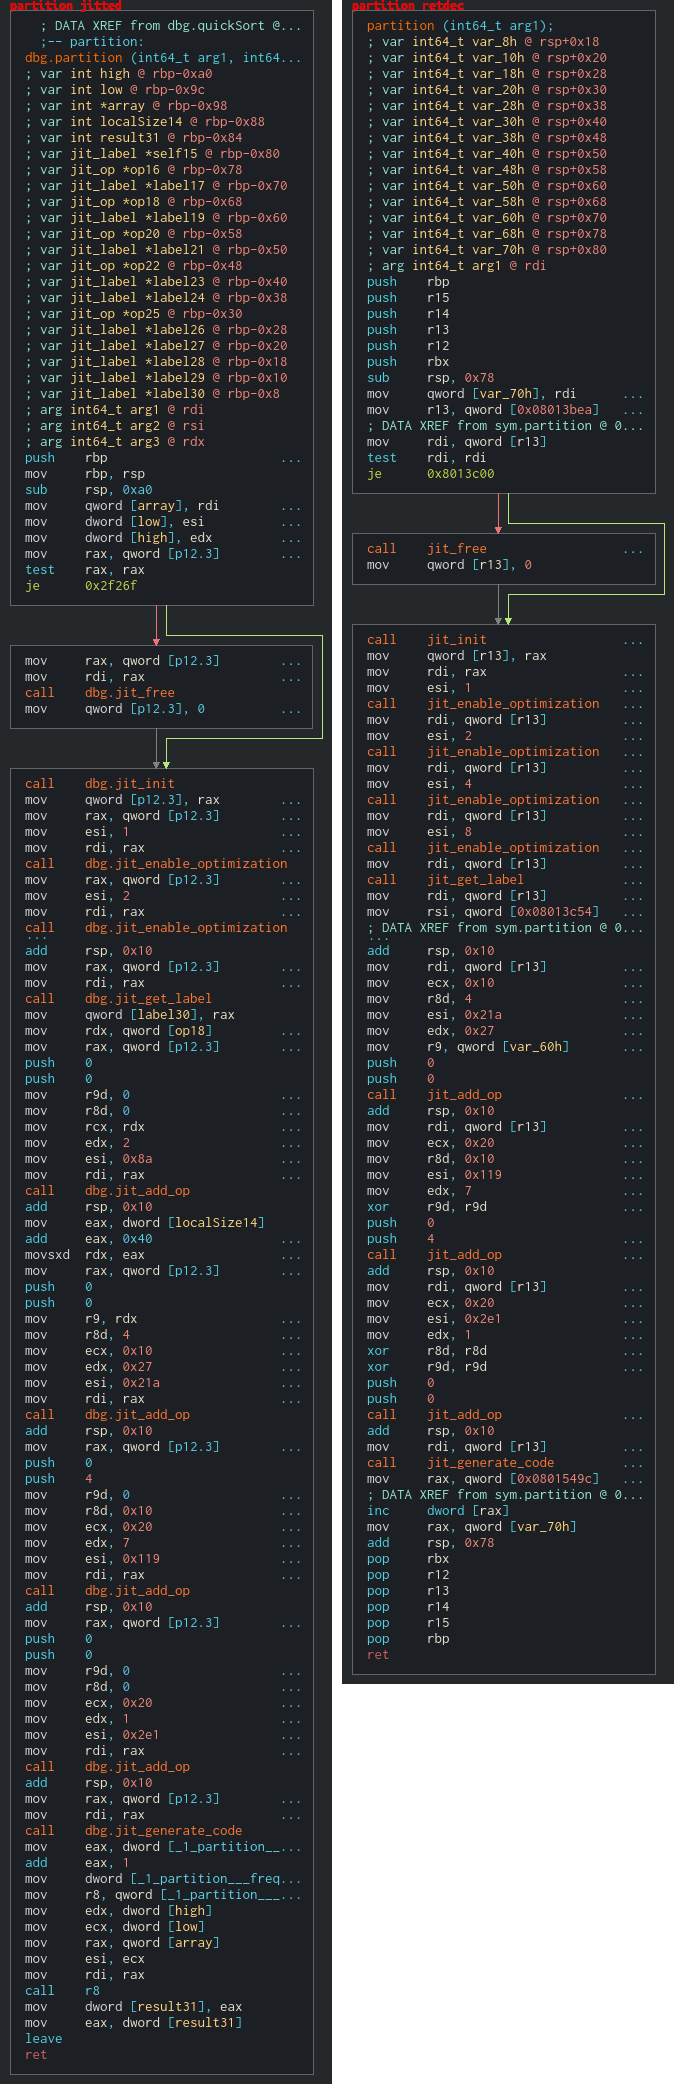 partition jitted
; DATA XREF from dbg.quickSort @...
;-- partition:
dbg.partition (int64_t arg1, int64...
; var int high @ rbp-0xa0
; var int low @ rbp-0x9c
; var int *array @ rbp-0x98
; var int localSize14 @ rbp-0x88
; var int result31 @ rbp-0x84
; var jit_label *self15 @ rbp-0x80
; var jit_op *op16 @ rbp-0x78
; var jit_label *label17 @ rbp-0x70
; var jit_op *op18 @ rbp-0x68
; var jit_label *label19 @ rbp-0x60
; var jit_op *op20 @ rbp-0x58
; var jit_label *label21 @ rbp-0x50
; var jit_op *op22 @ rbp-0x48
; var jit_label *label23 @ rbp-0x40
; var jit_label *label24 @ rbp-0x38
; var jit_op *op25 @ rbp-0x30
; var jit_label *label26 @ rbp-0x28
; var jit_label *label27 @ rbp-0x20
; var jit_label *label28 @ rbp-0x18
; var jit_label *label29 @ rbp-0x10
; var jit_label *label30 @ rbp-0x8
; arg int64_t arg1 @ rdi
; arg int64_t arg2 @ rsi
; arg int64_t arg3 @ rdx
push rbp ...
mov rbp, rsp
sub rsp, 0xa0
mov qword [array], rdi ...
mov dword [low], esi ...
mov dword [high], edx ...
mov rax, qword [p12.3] ...
test rax, rax
je 0x2f26f
mov rax, qword [p12.3] ...
mov rdi, rax ...
call dbg.jit_free
mov qword [p12.3], 0 ...
call dbg.jit_init
mov qword [p12.3], rax ...
mov rax, qword [p12.3] ...
mov esi, 1 ...
mov rdi, rax ...
call dbg.jit_enable_optimization
mov rax, qword [p12.3] ...
mov esi, 2 ...
mov rdi, rax ...
call dbg.jit_enable_optimization
...
add rsp, 0x10
mov rax, qword [p12.3] ...
mov rdi, rax ...
call dbg.jit_get_label
mov qword [label30], rax
mov rdx, qword [op18] ...
mov rax, qword [p12.3] ...
push 0
push 0
mov r9d, 0 ...
mov r8d, 0 ...
mov rcx, rdx ...
mov edx, 2 ...
mov esi, 0x8a ...
mov rdi, rax ...
call dbg.jit_add_op
add rsp, 0x10
mov eax, dword [localSize14]
add eax, 0x40 ...
movsxd rdx, eax ...
mov rax, qword [p12.3] ...
push 0
push 0
mov r9, rdx ...
mov r8d, 4 ...
mov ecx, 0x10 ...
mov edx, 0x27 ...
mov esi, 0x21a ...
mov rdi, rax ...
call dbg.jit_add_op
add rsp, 0x10
mov rax, qword [p12.3] ...
push 0
push 4
mov r9d, 0 ...
mov r8d, 0x10 ...
mov ecx, 0x20 ...
mov edx, 7 ...
mov esi, 0x119 ...
mov rdi, rax ...
call dbg.jit_add_op
add rsp, 0x10
mov rax, qword [p12.3] ...
push 0
push 0
mov r9d, 0 ...
mov r8d, 0 ...
mov ecx, 0x20 ...
mov edx, 1 ...
mov esi, 0x2e1 ...
mov rdi, rax ...
call dbg.jit_add_op
add rsp, 0x10
mov rax, qword [p12.3] ...
mov rdi, rax ...
call dbg.jit_generate_code
mov eax, dword [_1_partition__...
add eax, 1
mov dword [_1_partition___freq...
mov r8, qword [_1_partition___...
mov edx, dword [high]
mov ecx, dword [low]
mov rax, qword [array]
mov esi, ecx
mov rdi, rax
call r8
mov dword [result31], eax
mov eax, dword [result31]
leave
ret
partition retdec
partition (int64_t arg1);
; var int64_t var_8h @ rsp+0x18
; var int64_t var_10h @ rsp+0x20
; var int64_t var_18h @ rsp+0x28
; var int64_t var_20h @ rsp+0x30
; var int64_t var_28h @ rsp+0x38
; var int64_t var_30h @ rsp+0x40
; var int64_t var_38h @ rsp+0x48
; var int64_t var_40h @ rsp+0x50
; var int64_t var_48h @ rsp+0x58
; var int64_t var_50h @ rsp+0x60
; var int64_t var_58h @ rsp+0x68
; var int64_t var_60h @ rsp+0x70
; var int64_t var_68h @ rsp+0x78
; var int64_t var_70h @ rsp+0x80
; arg int64_t arg1 @ rdi
push rbp
push r15
push r14
push r13
push r12
push rbx
sub rsp, 0x78
mov qword [var_70h], rdi ...
mov r13, qword [0x08013bea] ...
; DATA XREF from sym.partition @ 0...
mov rdi, qword [r13]
test rdi, rdi
je 0x8013c00
call jit_free ...
mov qword [r13], 0
call jit_init ...
mov qword [r13], rax
mov rdi, rax ...
mov esi, 1 ...
call jit_enable_optimization ...
mov rdi, qword [r13] ...
mov esi, 2 ...
call jit_enable_optimization ...
mov rdi, qword [r13] ...
mov esi, 4 ...
call jit_enable_optimization ...
mov rdi, qword [r13] ...
mov esi, 8 ...
call jit_enable_optimization ...
mov rdi, qword [r13] ...
call jit_get_label ...
mov rdi, qword [r13] ...
mov rsi, qword [0x08013c54] ...
; DATA XREF from sym.partition @ 0...
...
add rsp, 0x10
mov rdi, qword [r13] ...
mov ecx, 0x10 ...
mov r8d, 4 ...
mov esi, 0x21a ...
mov edx, 0x27 ...
mov r9, qword [var_60h] ...
push 0
push 0
call jit_add_op ...
add rsp, 0x10
mov rdi, qword [r13] ...
mov ecx, 0x20 ...
mov r8d, 0x10 ...
mov esi, 0x119 ...
mov edx, 7 ...
xor r9d, r9d ...
push 0
push 4
call jit_add_op ...
add rsp, 0x10
mov rdi, qword [r13] ...
mov ecx, 0x20 ...
mov esi, 0x2e1 ...
mov edx, 1 ...
xor r8d, r8d ...
xor r9d, r9d ...
push 0
push 0
call jit_add_op ...
add rsp, 0x10
mov rdi, qword [r13] ...
call jit_generate_code ...
mov rax, qword [0x0801549c] ...
; DATA XREF from sym.partition @ 0...
inc dword [rax]
mov rax, qword [var_70h]
add rsp, 0x78
pop rbx
pop r12
pop r13
pop r14
pop r15
pop rbp
ret